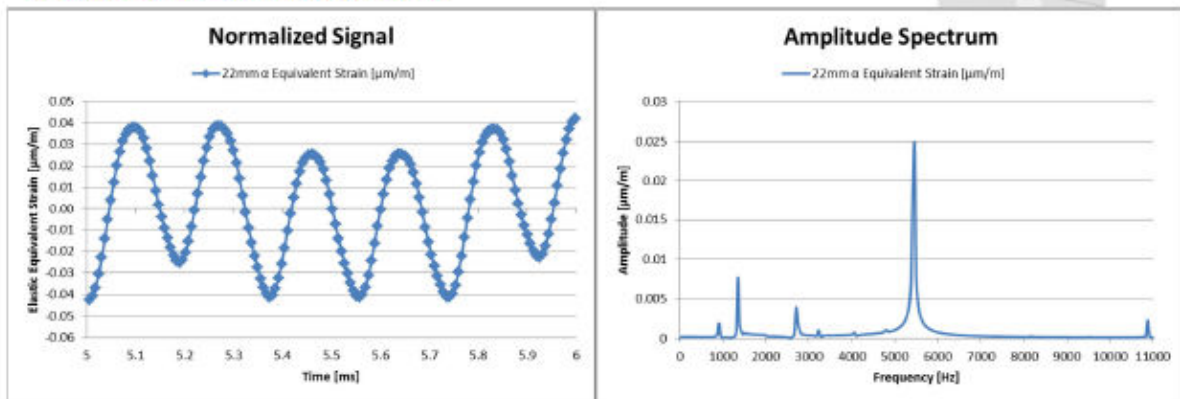 Normalized Signal
22mm α Equivalent Strain [µm/m]
Elastic Equivalent Strain [µm/m]
0.05
0.04
0.03
0.02
0.01
0.00
-0.01
-0.02
-0.03
-0.04
-0.05
-0.06
5 5.1 5.2 5.3 5.4 5.5 5.6 5.7 5.8 5.9 6
Time [ms]
Amplitude Spectrum
22mm α Equivalent Strain [µm/m]
Amplitude [µm/m]
0.03
0.025
0.02
0.015
0.01
0.005
0
0 1000 2000 3000 4000 5000 6000 7000 8000 9000 10000 11000
Frequency [Hz]